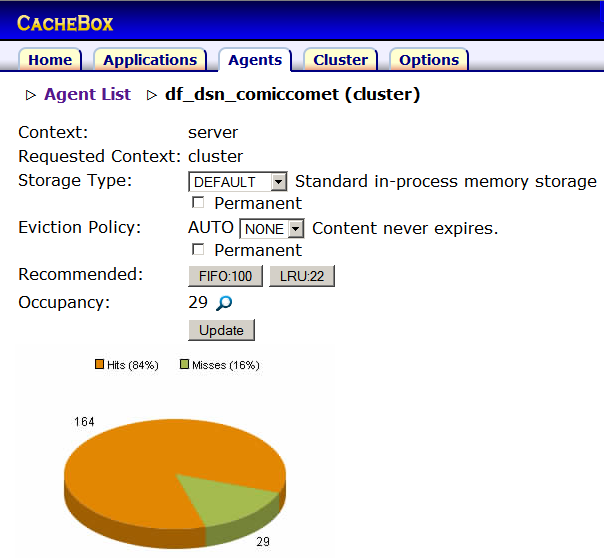 CACHEBOX
Home Applications Agents Cluster Options
▷ Agent List ▷ df_dsn_comiccomet (cluster)
Context: server
Requested Context: cluster
Storage Type: DEFAULT Standard in-process memory storage
Permanent
Eviction Policy: AUTO NONE Content never expires.
Permanent
Recommended: FIFO:100 LRU:22
Occupancy: 29
Update
Hits (84%) Misses (16%)
164
29